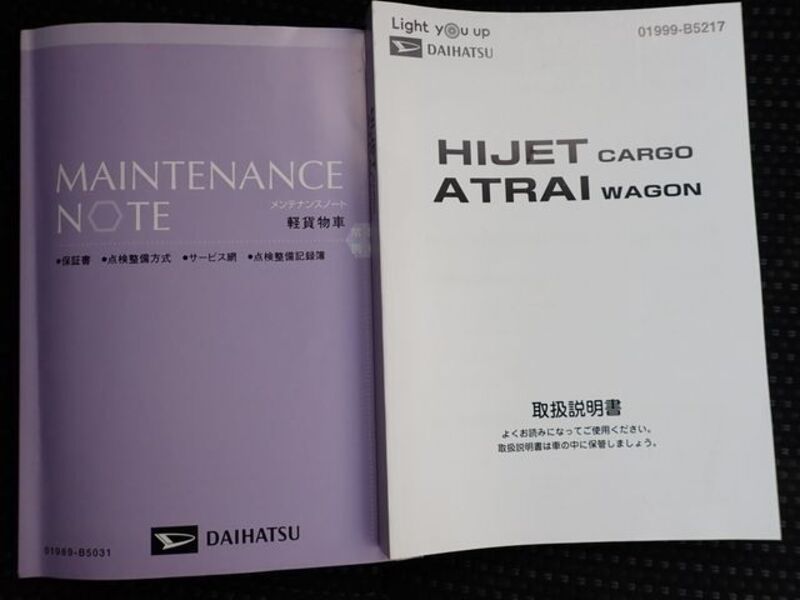 MAINTENANCE
NOTE
メンテナンスノート
軽貨物車
●保証書 ●点検整備方式 ●サービス網 ●点検整備記録簿
DAIHATSU
01989-B5031
Light you up
DAIHATSU
01999-B5217
HIJET CARGO
ATRAI WAGON
取扱説明書
よくお読みになってご使用ください。
取扱説明書は車の中に保管しましょう。